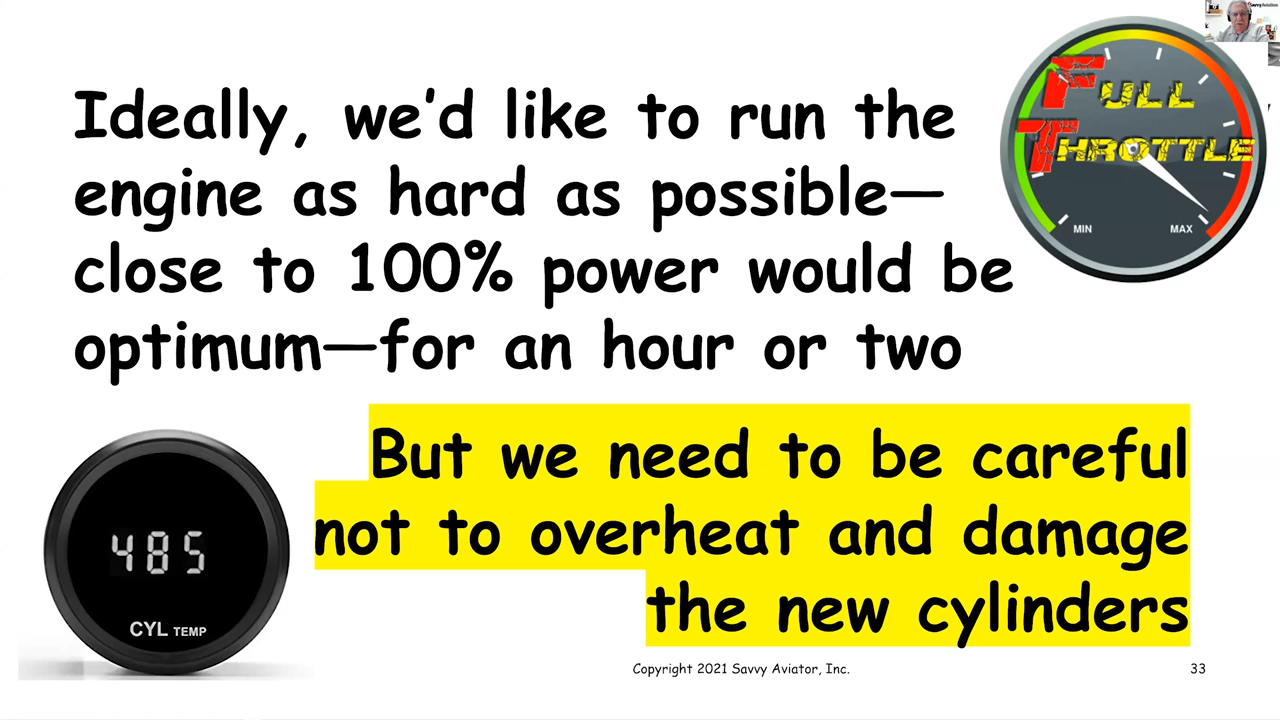 Savvy Aviation
Ideally, we'd like to run the
engine as hard as possible—
close to 100% power would be
optimum—for an hour or two
FULL
THROTTLE
MIN MAX
But we need to be careful
not to overheat and damage
the new cylinders
485
CYL TEMP
Copyright 2021 Savvy Aviator, Inc. 33